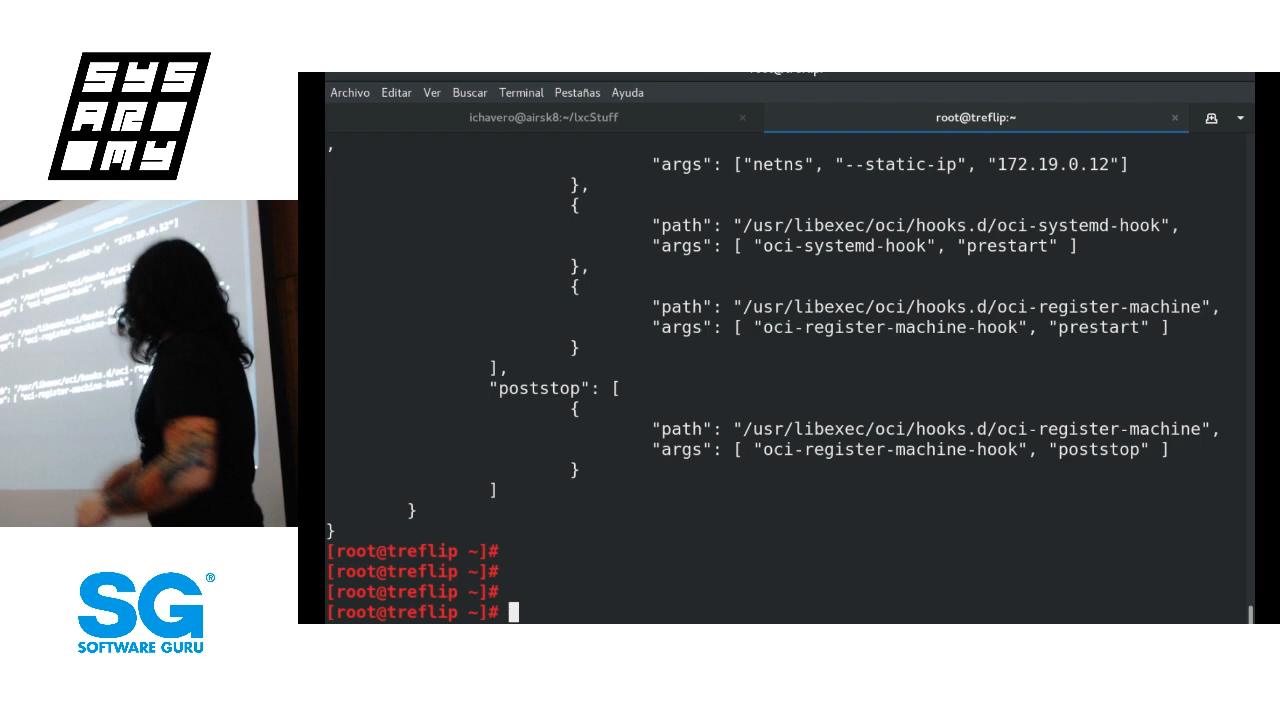 SYS
ARO
MY
Archivo Editar Ver Buscar Terminal Pestañas Ayuda
ichavero@airsk8:~/lxcStuff
root@treflip:~
,
"args": ["netns", "--static-ip", "172.19.0.12"]
},
{
"path": "/usr/libexec/oci/hooks.d/oci-systemd-hook",
"args": [ "oci-systemd-hook", "prestart" ]
},
{
"path": "/usr/libexec/oci/hooks.d/oci-register-machine",
"args": [ "oci-register-machine-hook", "prestart" ]
}
],
"poststop": [
{
"path": "/usr/libexec/oci/hooks.d/oci-register-machine",
"args": [ "oci-register-machine-hook", "poststop" ]
}
]
}
}
[root@treflip ~]#
[root@treflip ~]#
[root@treflip ~]#
[root@treflip ~]#
SG®
SOFTWARE GURU